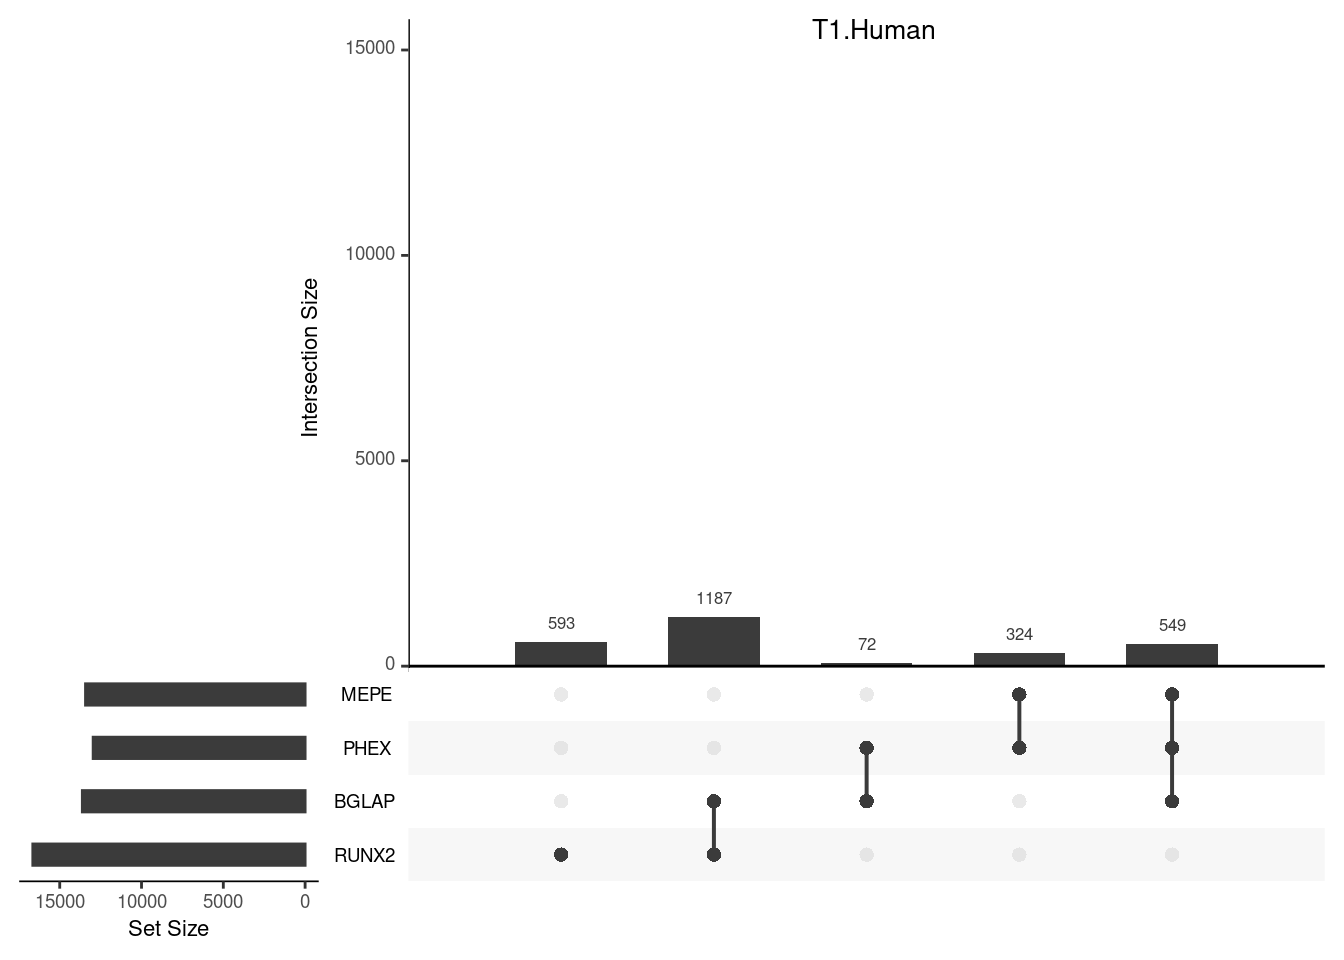 T1.Human
15000
10000
5000
0
Intersection Size
593
1187
72
324
549
MEPE
PHEX
BGLAP
RUNX2
15000 10000 5000 0
Set Size